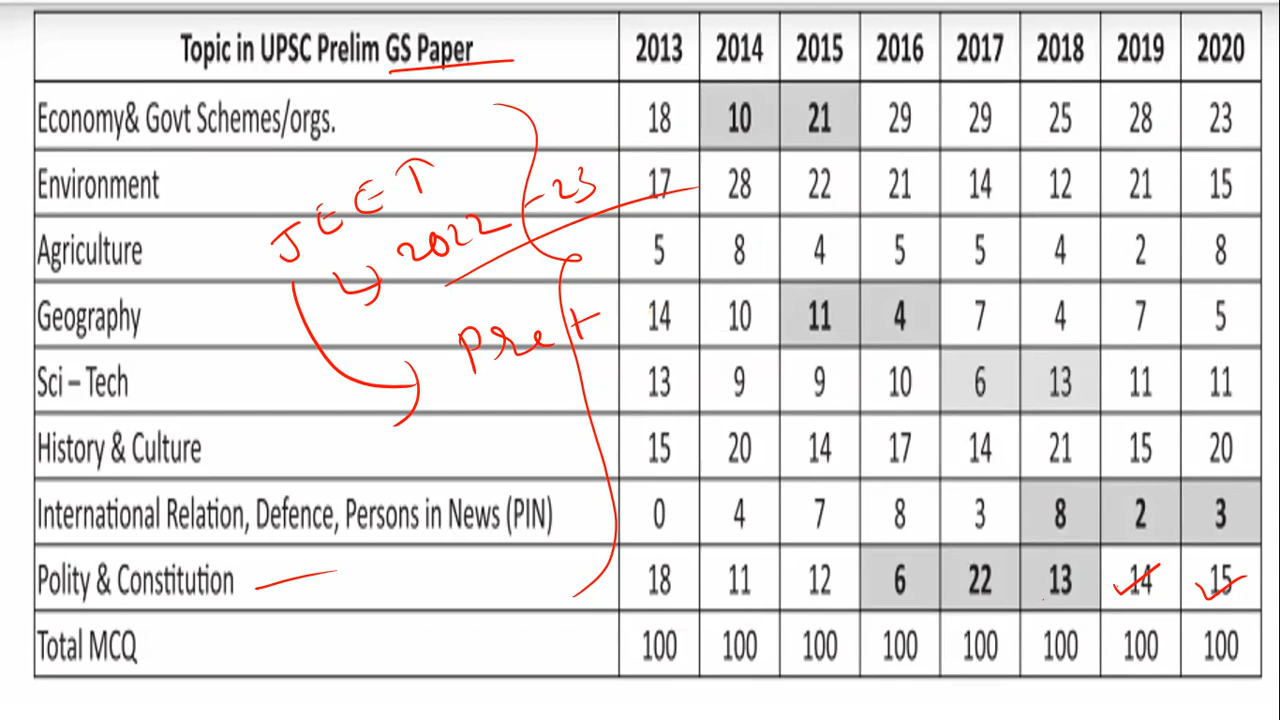 Topic in UPSC Prelim GS Paper 2013 2014 2015 2016 2017 2018 2019 2020
Economy& Govt Schemes/orgs. 18 10 21 29 29 25 28 23
Environment 17 28 22 21 14 12 21 15
Agriculture 5 8 4 5 5 4 2 8
Geography 14 10 11 4 7 4 7 5
Sci – Tech 13 9 9 10 6 13 11 11
History & Culture 15 20 14 17 14 21 15 20
International Relation, Defence, Persons in News (PIN) 0 4 7 8 3 8 2 3
Polity & Constitution 18 11 12 6 22 13 14 15
Total MCQ 100 100 100 100 100 100 100 100
JEET
2022-23
Pre+